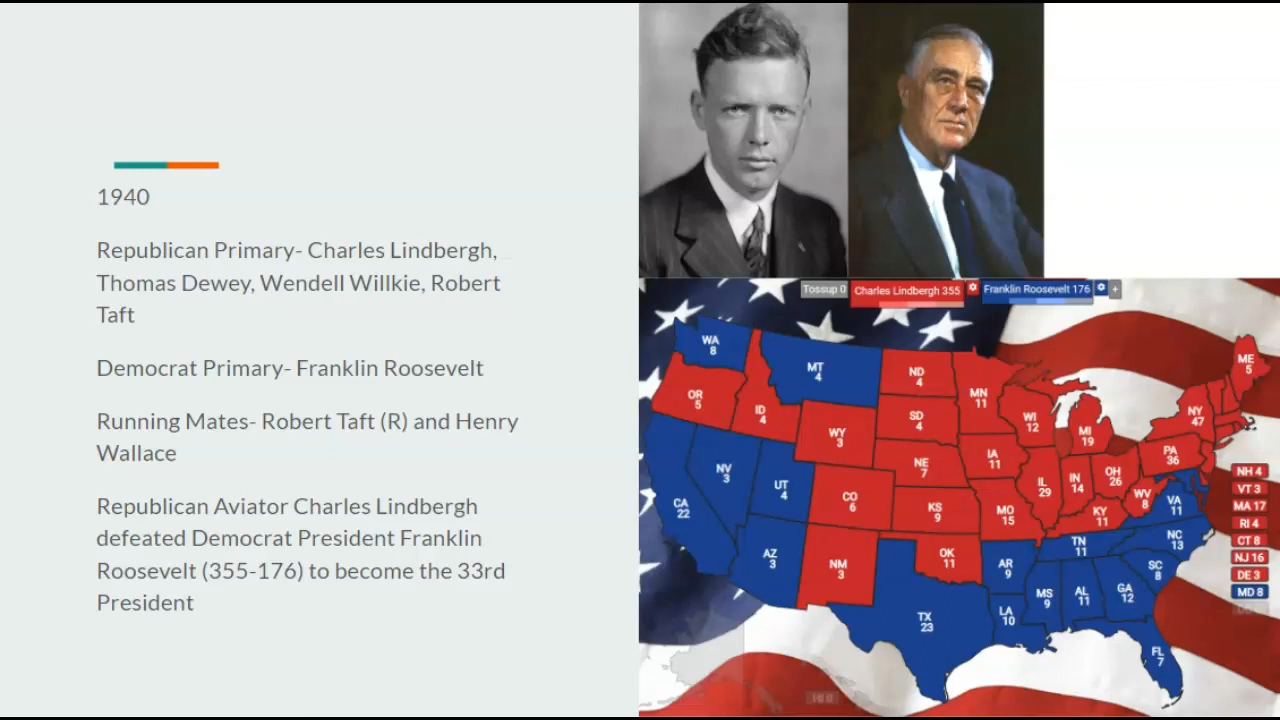 1940
Republican Primary- Charles Lindbergh,
Thomas Dewey, Wendell Willkie, Robert
Taft
Democrat Primary- Franklin Roosevelt
Running Mates- Robert Taft (R) and Henry
Wallace
Republican Aviator Charles Lindbergh
defeated Democrat President Franklin
Roosevelt (355-176) to become the 33rd
President
Tossup 0 Charles Lindbergh 355 Franklin Roosevelt 176 +
WA 8
MT 4
ND 4
MN 11
ME 5
OR 5
ID 4
SD 4
WI 12
MI 19
NY 47
WY 3
NE 7
IA 11
PA 36
NV 3
UT 4
CO 6
KS 9
MO 15
IL 29
IN 14
OH 26
WV 8
VA 11
CA 22
KY 11
AZ 3
NM 3
OK 11
AR 9
TN 11
NC 13
SC 8
TX 23
LA 10
MS 9
AL 11
GA 12
FL 7
NH 4
VT 3
MA 17
RI 4
CT 8
NJ 16
DE 3
MD 8
HI 0